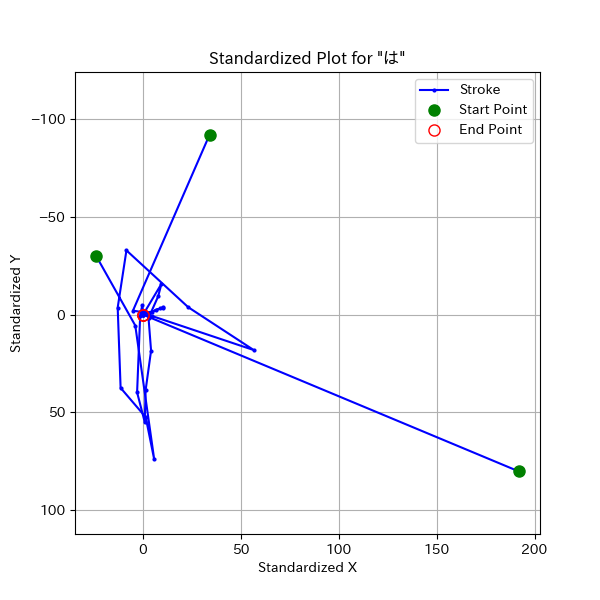 Standardized Plot for "は"
Stroke
Start Point
End Point
Standardized Y
−100
−50
0
50
100
0 50 100 150 200
Standardized X